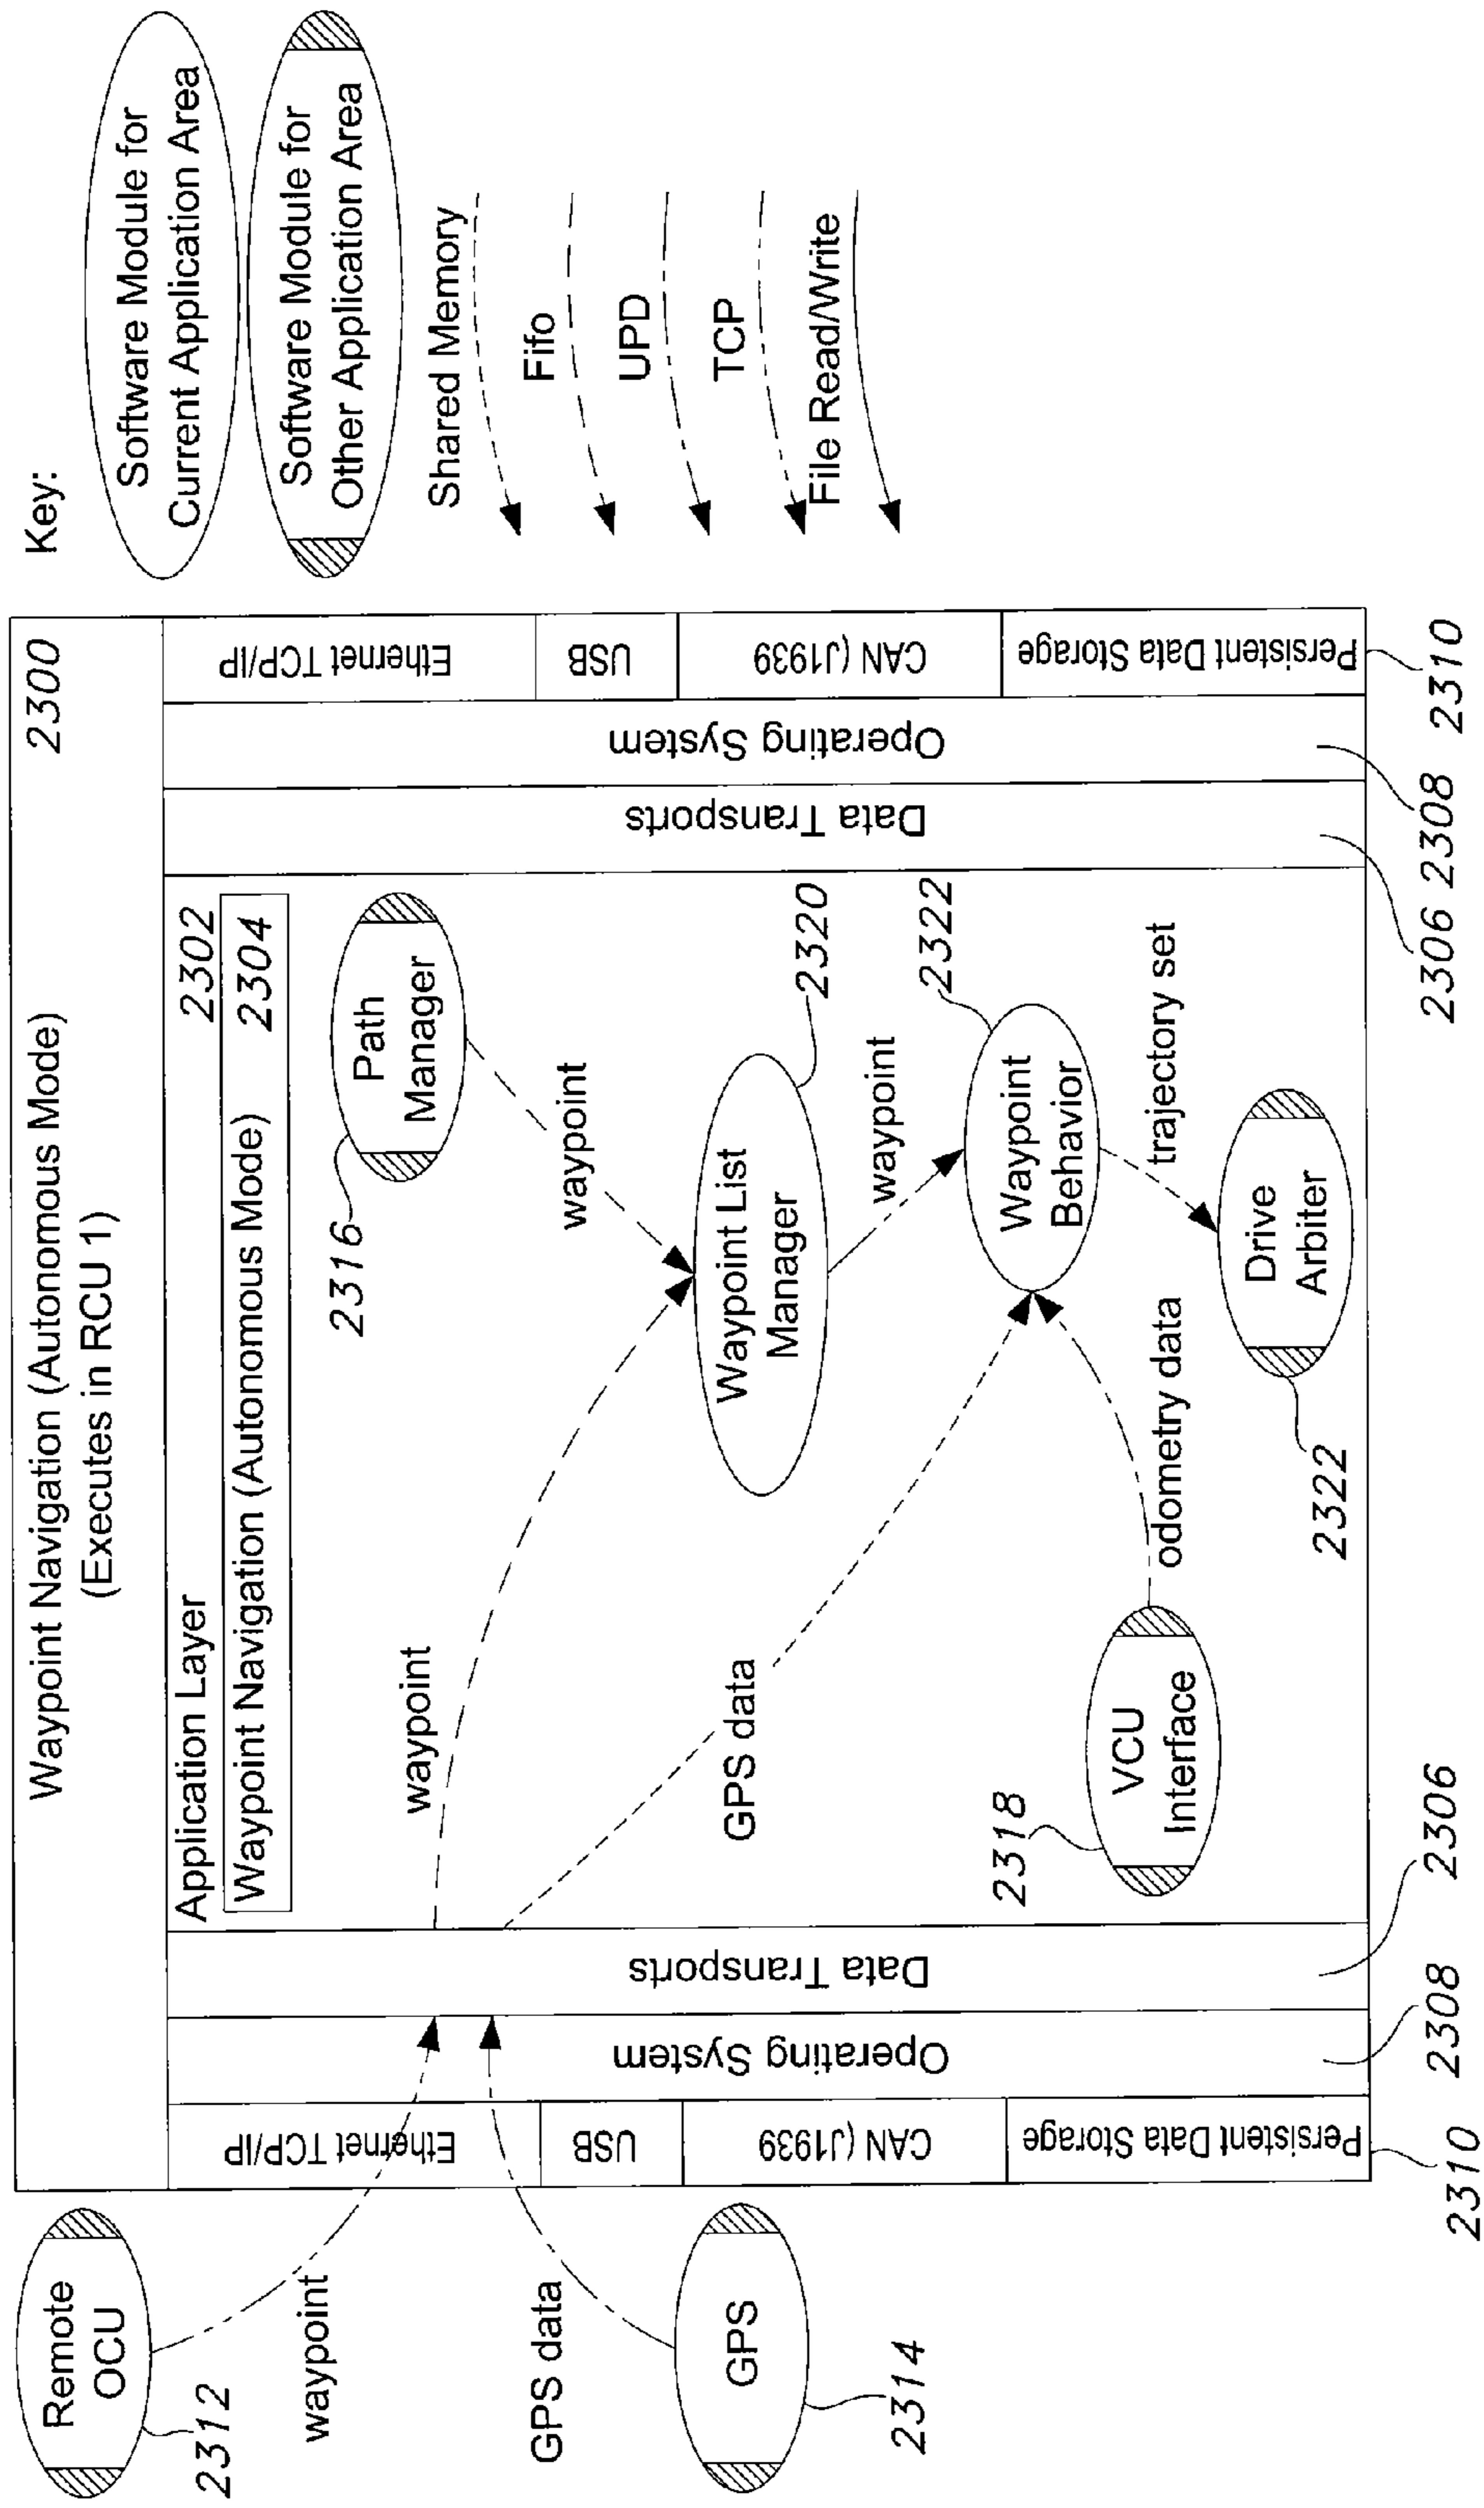 Waypoint Navigation (Autonomous Mode)
(Executes in RCU 1)
2300
Application Layer
2302
Waypoint Navigation (Autonomous Mode)
2304
Remote
OCU
2312
waypoint
GPS data
GPS
2314
Ethernet TCP/IP
USB
CAN (J1939
Persistent Data Storage
2310
Operating System
2308
Data Transports
2306
waypoint
GPS data
2316
Path
Manager
waypoint
Waypoint List
Manager
2320
waypoint
2322
Waypoint
Behavior
2318
VCU
Interface
odometry data
trajectory set
Drive
Arbiter
2322
Data Transports
2306
Operating System
2308
Ethernet TCP/IP
USB
CAN (J1939
Persistent Data Storage
2310
Key:
Software Module for
Current Application Area
Software Module for
Other Application Area
Shared Memory
Fifo
UPD
TCP
File Read/Write